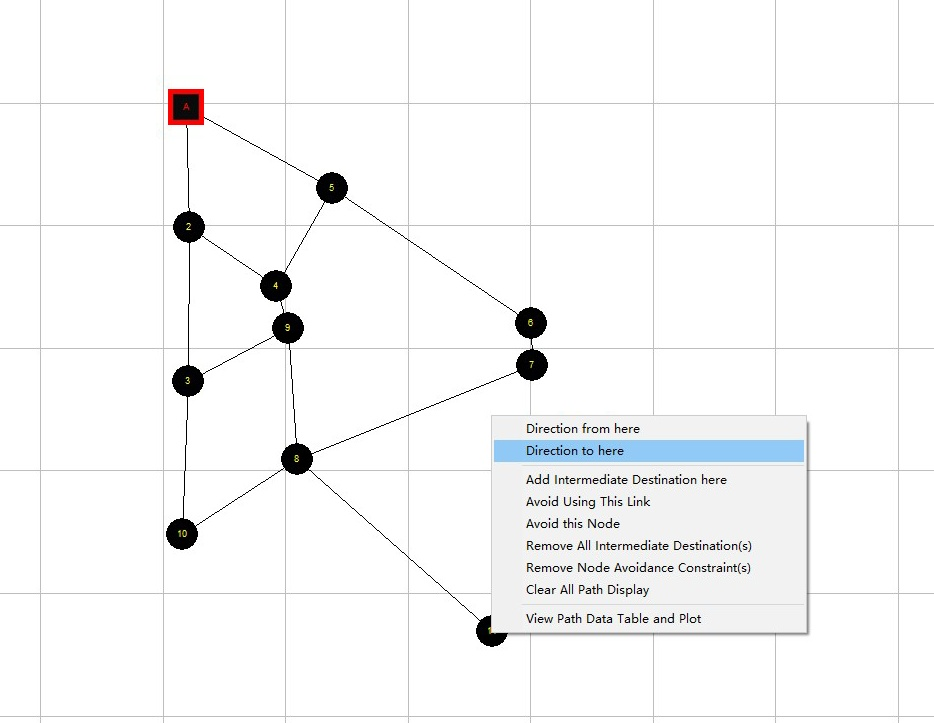 A
5
2
4
6
9
7
3
Direction from here
Direction to here
8
Add Intermediate Destination here
Avoid Using This Link
Avoid this Node
10
Remove All Intermediate Destination(s)
Remove Node Avoidance Constraint(s)
Clear All Path Display
View Path Data Table and Plot